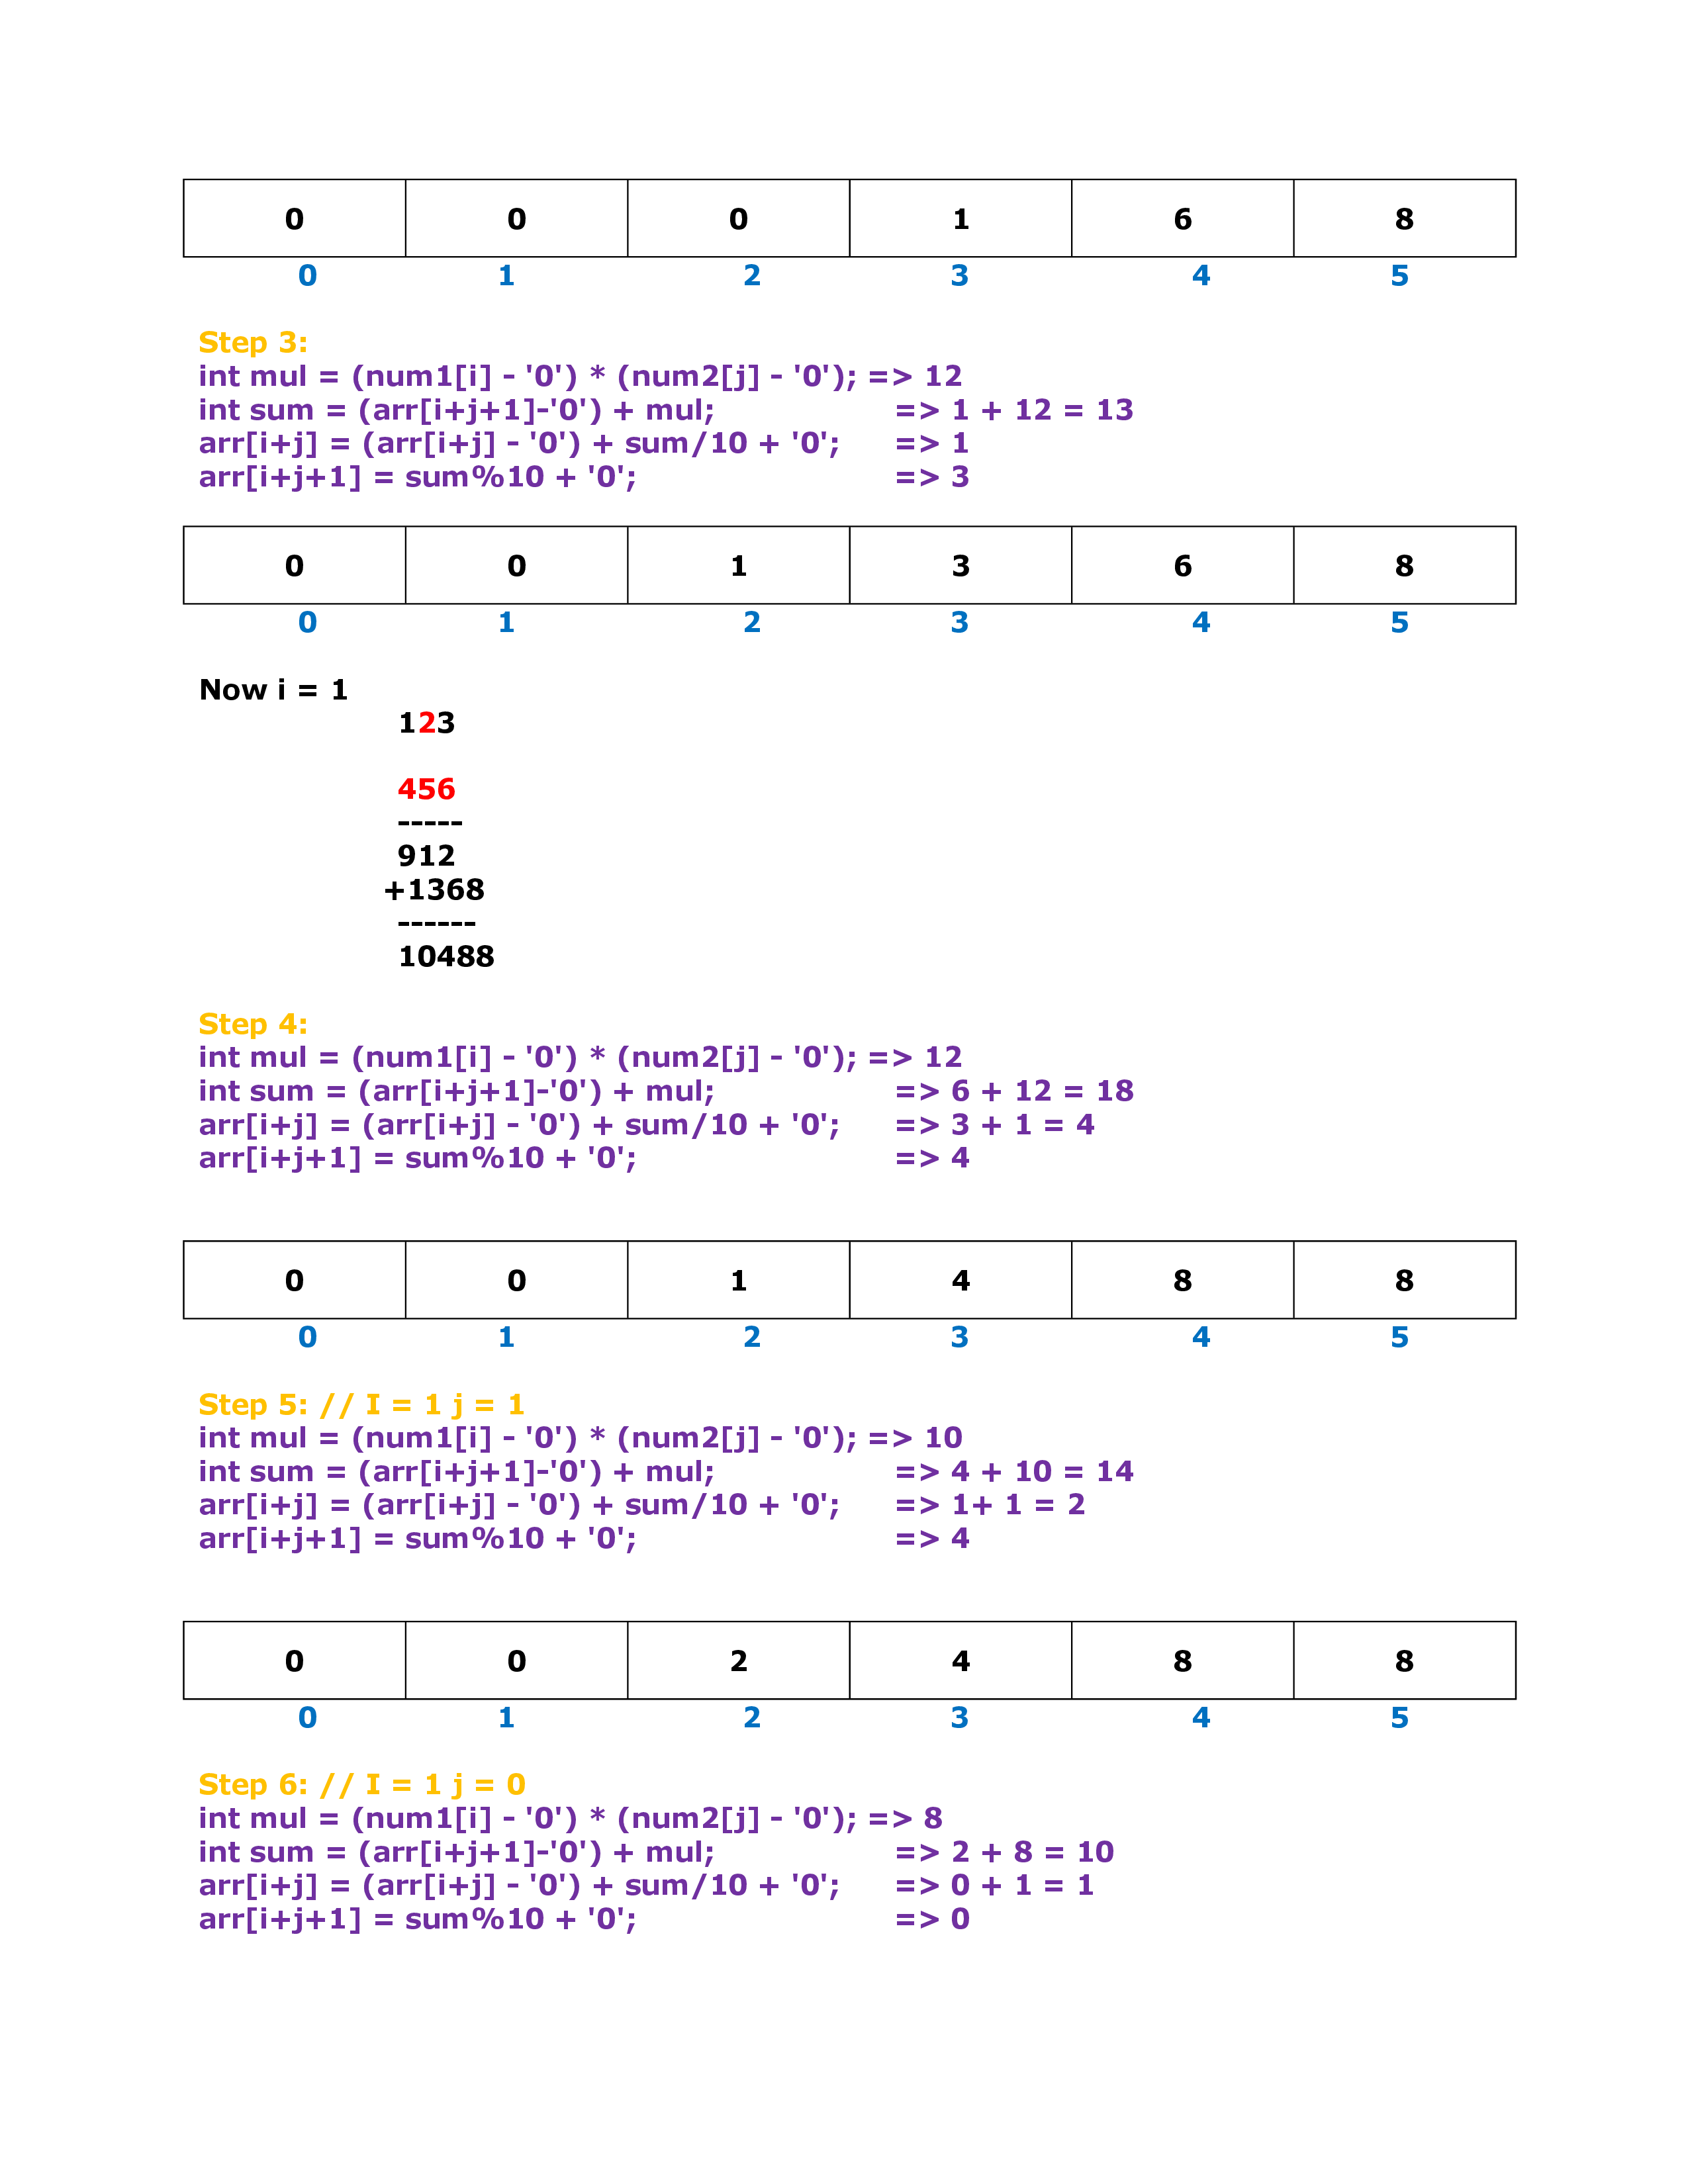 0 0 0 1 6 8
0 1 2 3 4 5
Step 3:
int mul = (num1[i] - '0') * (num2[j] - '0'); => 12
int sum = (arr[i+j+1]-'0') + mul; => 1 + 12 = 13
arr[i+j] = (arr[i+j] - '0') + sum/10 + '0'; => 1
arr[i+j+1] = sum%10 + '0'; => 3
0 0 1 3 6 8
0 1 2 3 4 5
Now i = 1
123
456
-----
912
+1368
------
10488
Step 4:
int mul = (num1[i] - '0') * (num2[j] - '0'); => 12
int sum = (arr[i+j+1]-'0') + mul; => 6 + 12 = 18
arr[i+j] = (arr[i+j] - '0') + sum/10 + '0'; => 3 + 1 = 4
arr[i+j+1] = sum%10 + '0'; => 4
0 0 1 4 8 8
0 1 2 3 4 5
Step 5: // I = 1 j = 1
int mul = (num1[i] - '0') * (num2[j] - '0'); => 10
int sum = (arr[i+j+1]-'0') + mul; => 4 + 10 = 14
arr[i+j] = (arr[i+j] - '0') + sum/10 + '0'; => 1+ 1 = 2
arr[i+j+1] = sum%10 + '0'; => 4
0 0 2 4 8 8
0 1 2 3 4 5
Step 6: // I = 1 j = 0
int mul = (num1[i] - '0') * (num2[j] - '0'); => 8
int sum = (arr[i+j+1]-'0') + mul; => 2 + 8 = 10
arr[i+j] = (arr[i+j] - '0') + sum/10 + '0'; => 0 + 1 = 1
arr[i+j+1] = sum%10 + '0'; => 0